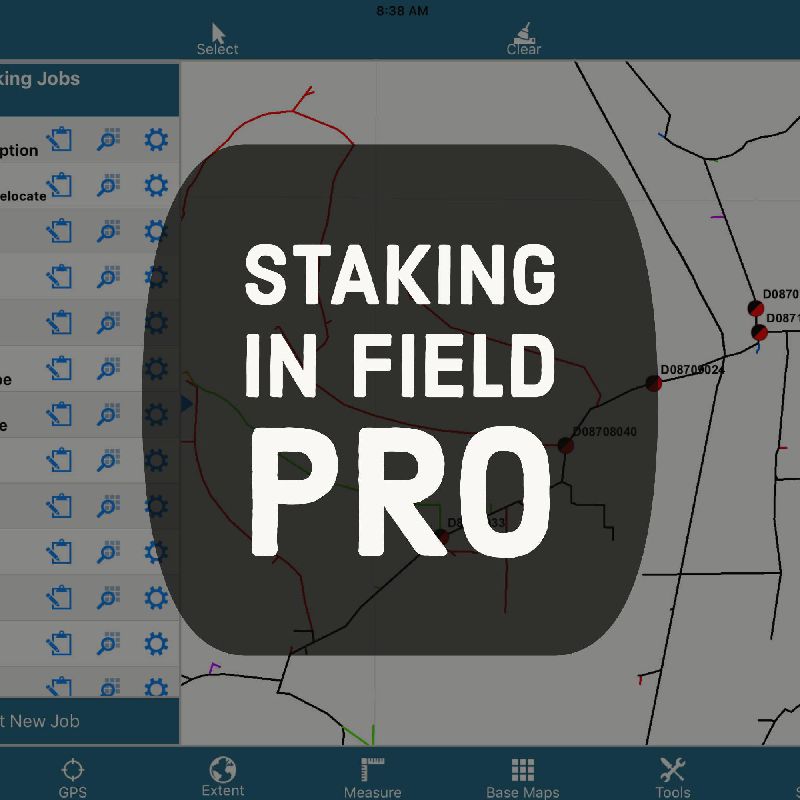 8:38 AM
Select
Clear
king Jobs
ption
elocate
pe
e
t New Job
D0870
D0871
D08709024
D08708040
STAKING
IN FIELD
PRO
GPS
Extent
Measure
Base Maps
Tools